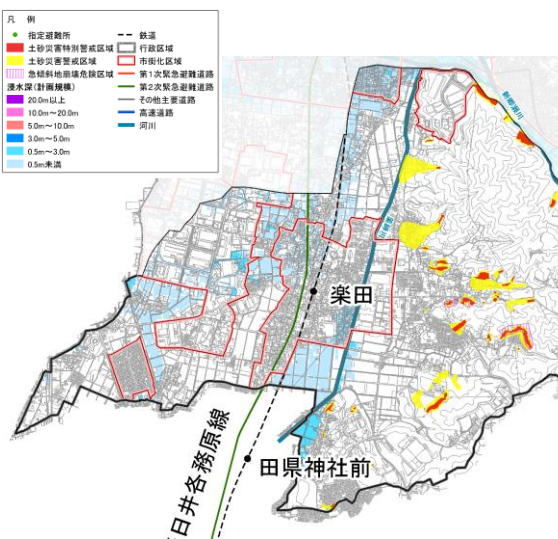 凡 例
指定避難所
土砂災害特別警戒区域
土砂災害警戒区域
急傾斜地崩壊危険区域
浸水深(計画規模)
20.0m以上
10.0m~20.0m
5.0m~10.0m
3.0m~5.0m
0.5m~3.0m
0.5m未満
鉄道
行政区域
市街化区域
第1次緊急避難道路
第2次緊急避難道路
その他主要道路
高速道路
河川
新郷瀬川
楽田
田県神社前
日井各務原線